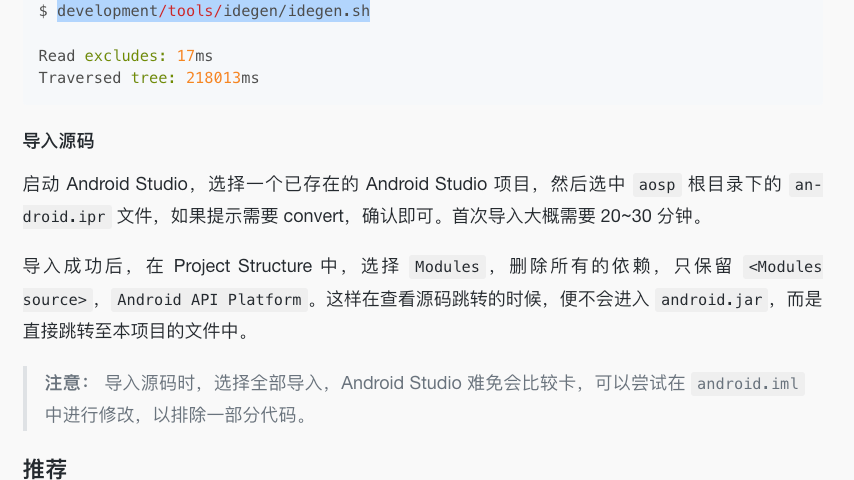 $ development/tools/idegen/idegen.sh
Read excludes: 17ms
Traversed tree: 218013ms
导入源码
启动 Android Studio，选择一个已存在的 Android Studio 项目，然后选中 aosp 根目录下的 an-
droid.ipr 文件，如果提示需要 convert，确认即可。首次导入大概需要 20~30 分钟。
导入成功后，在 Project Structure 中，选择 Modules，删除所有的依赖，只保留 <Modules
source>，Android API Platform。这样在查看源码跳转的时候，便不会进入 android.jar，而是
直接跳转至本项目的文件中。
注意： 导入源码时，选择全部导入，Android Studio 难免会比较卡，可以尝试在 android.iml
中进行修改，以排除一部分代码。
推荐